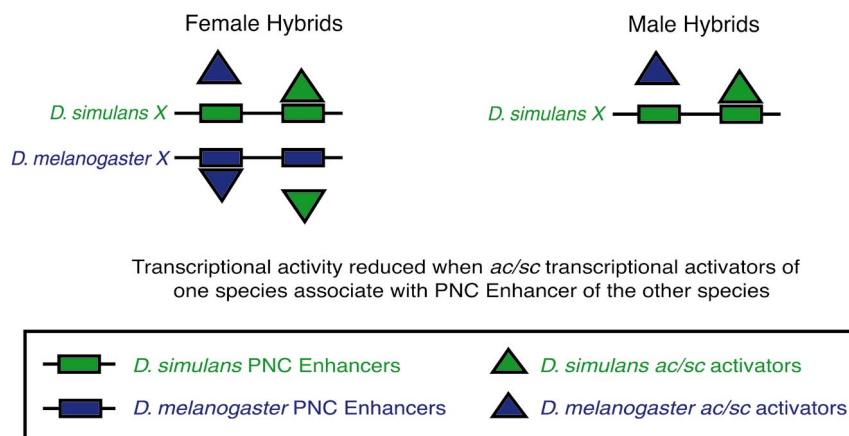 Female Hybrids
Male Hybrids
D. simulans X
D. simulans X
D. melanogaster X
Transcriptional activity reduced when ac/sc transcriptional activators of
one species associate with PNC Enhancer of the other species
D. simulans PNC Enhancers
D. simulans ac/sc activators
D. melanogaster PNC Enhancers
D. melanogaster ac/sc activators